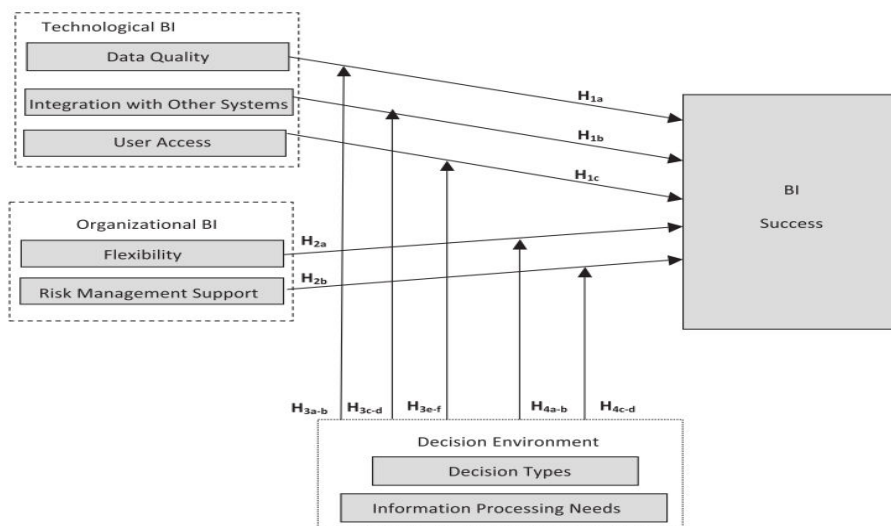 Technological BI
Data Quality
Integration with Other Systems
User Access
H1a
H1b
H1c
BI
Success
Organizational BI
Flexibility
Risk Management Support
H2a
H2b
H3a-b
H3c-d
H3e-f
H4a-b
H4c-d
Decision Environment
Decision Types
Information Processing Needs